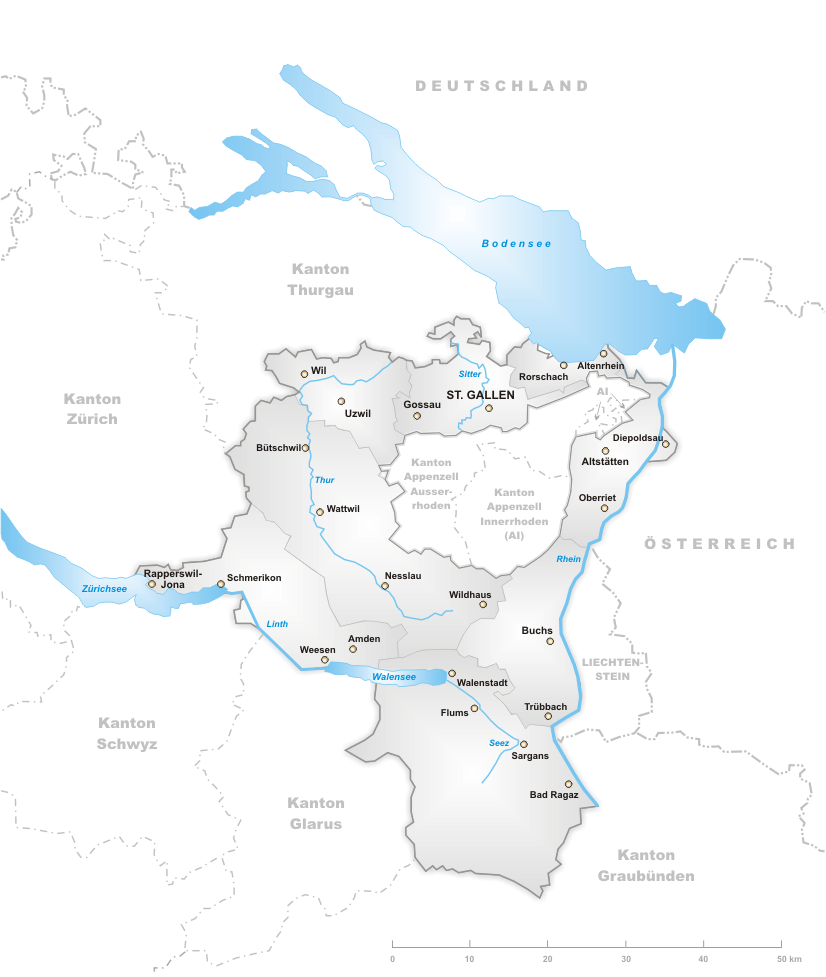 DEUTSCHLAND
Bodensee
Kanton
Thurgau
Kanton
Zürich
Wil
Uzwil
Gossau
Sitter
ST. GALLEN
Rorschach
Altenrhein
AI
Diepoldsau
Altstätten
Oberriet
Bütschwil
Thur
Wattwil
Kanton
Appenzell
Ausser-
rhoden
Kanton
Appenzell
Innerrhoden
(AI)
ÖSTERREICH
Rhein
Rapperswil-
Jona
Schmerikon
Zürichsee
Nesslau
Wildhaus
Linth
Buchs
Amden
Weesen
Walensee
Walenstadt
LIECHTEN-
STEIN
Flums
Trübbach
Seez
Sargans
Bad Ragaz
Kanton
Schwyz
Kanton
Glarus
Kanton
Graubünden
0 10 20 30 40 50 km